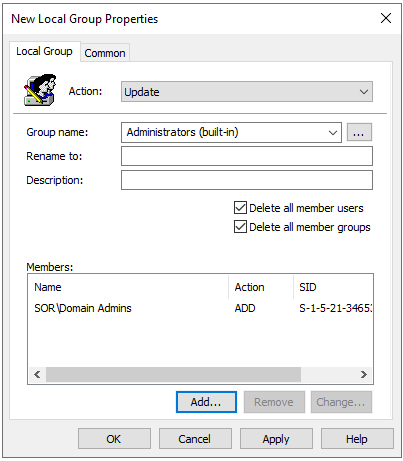 New Local Group Properties
Local Group Common
Action: Update
Group name: Administrators (built-in) ...
Rename to:
Description:
Delete all member users
Delete all member groups
Members:
Name Action SID
SOR\Domain Admins ADD S-1-5-21-3465
Add... Remove Change...
OK Cancel Apply Help